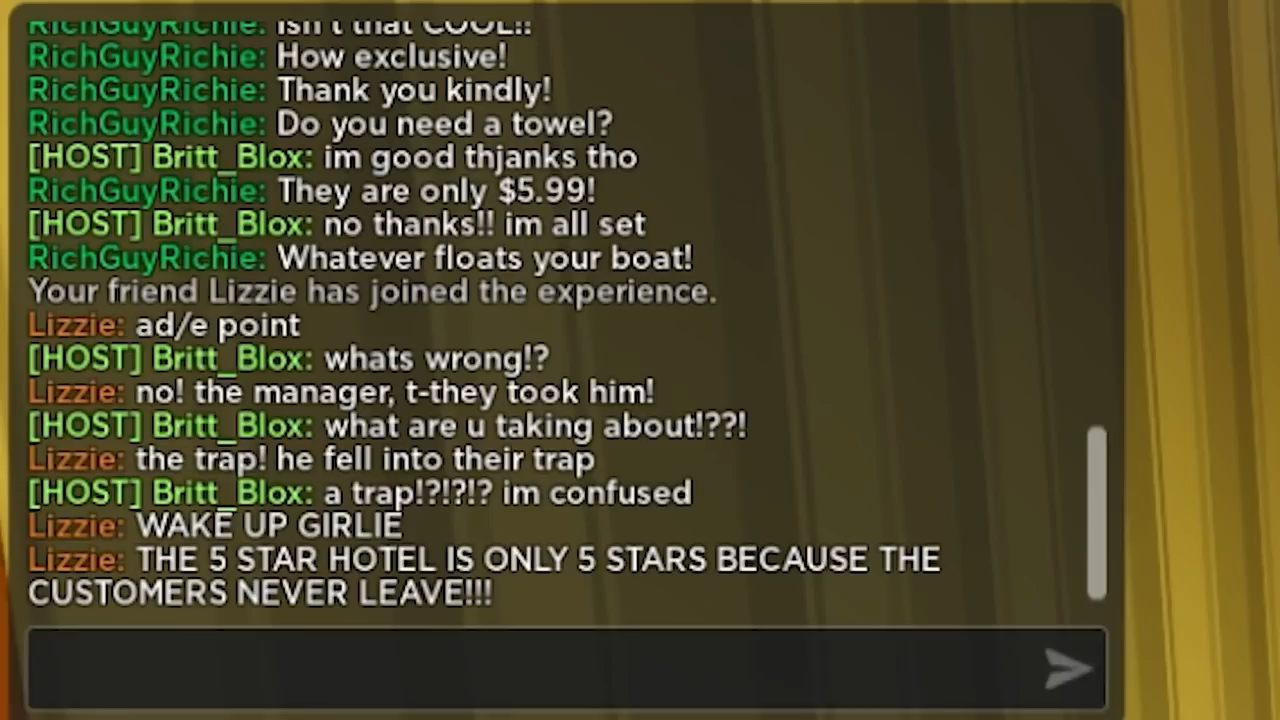 RichGuyRichie: Isn't that COOL!!
RichGuyRichie: How exclusive!
RichGuyRichie: Thank you kindly!
RichGuyRichie: Do you need a towel?
[HOST] Britt_Blox: im good thjanks tho
RichGuyRichie: They are only $5.99!
[HOST] Britt_Blox: no thanks!! im all set
RichGuyRichie: Whatever floats your boat!
Your friend Lizzie has joined the experience.
Lizzie: ad/e point
[HOST] Britt_Blox: whats wrong!?
Lizzie: no! the manager, t-they took him!
[HOST] Britt_Blox: what are u taking about!??!
Lizzie: the trap! he fell into their trap
[HOST] Britt_Blox: a trap!?!?!? im confused
Lizzie: WAKE UP GIRLIE
Lizzie: THE 5 STAR HOTEL IS ONLY 5 STARS BECAUSE THE
CUSTOMERS NEVER LEAVE!!!